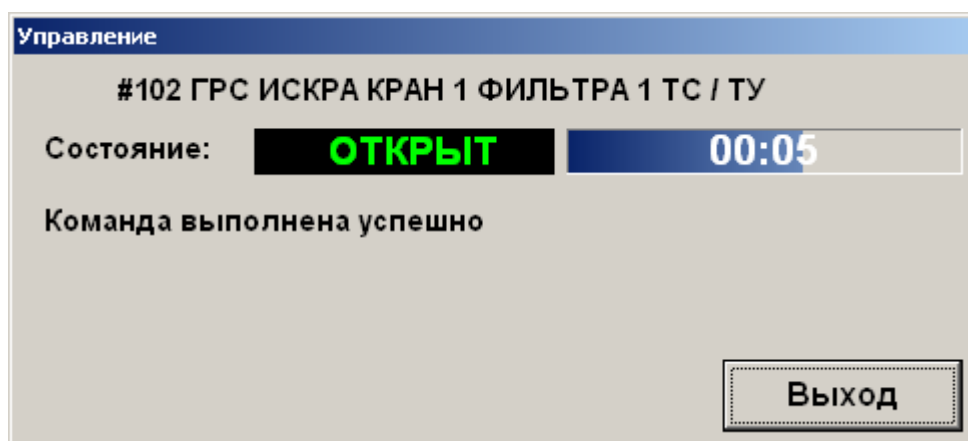 Управление
#102 ГРС ИСКРА КРАН 1 ФИЛЬТРА 1 ТС / ТУ
Состояние: ОТКРЫТ 00:05
Команда выполнена успешно
Выход